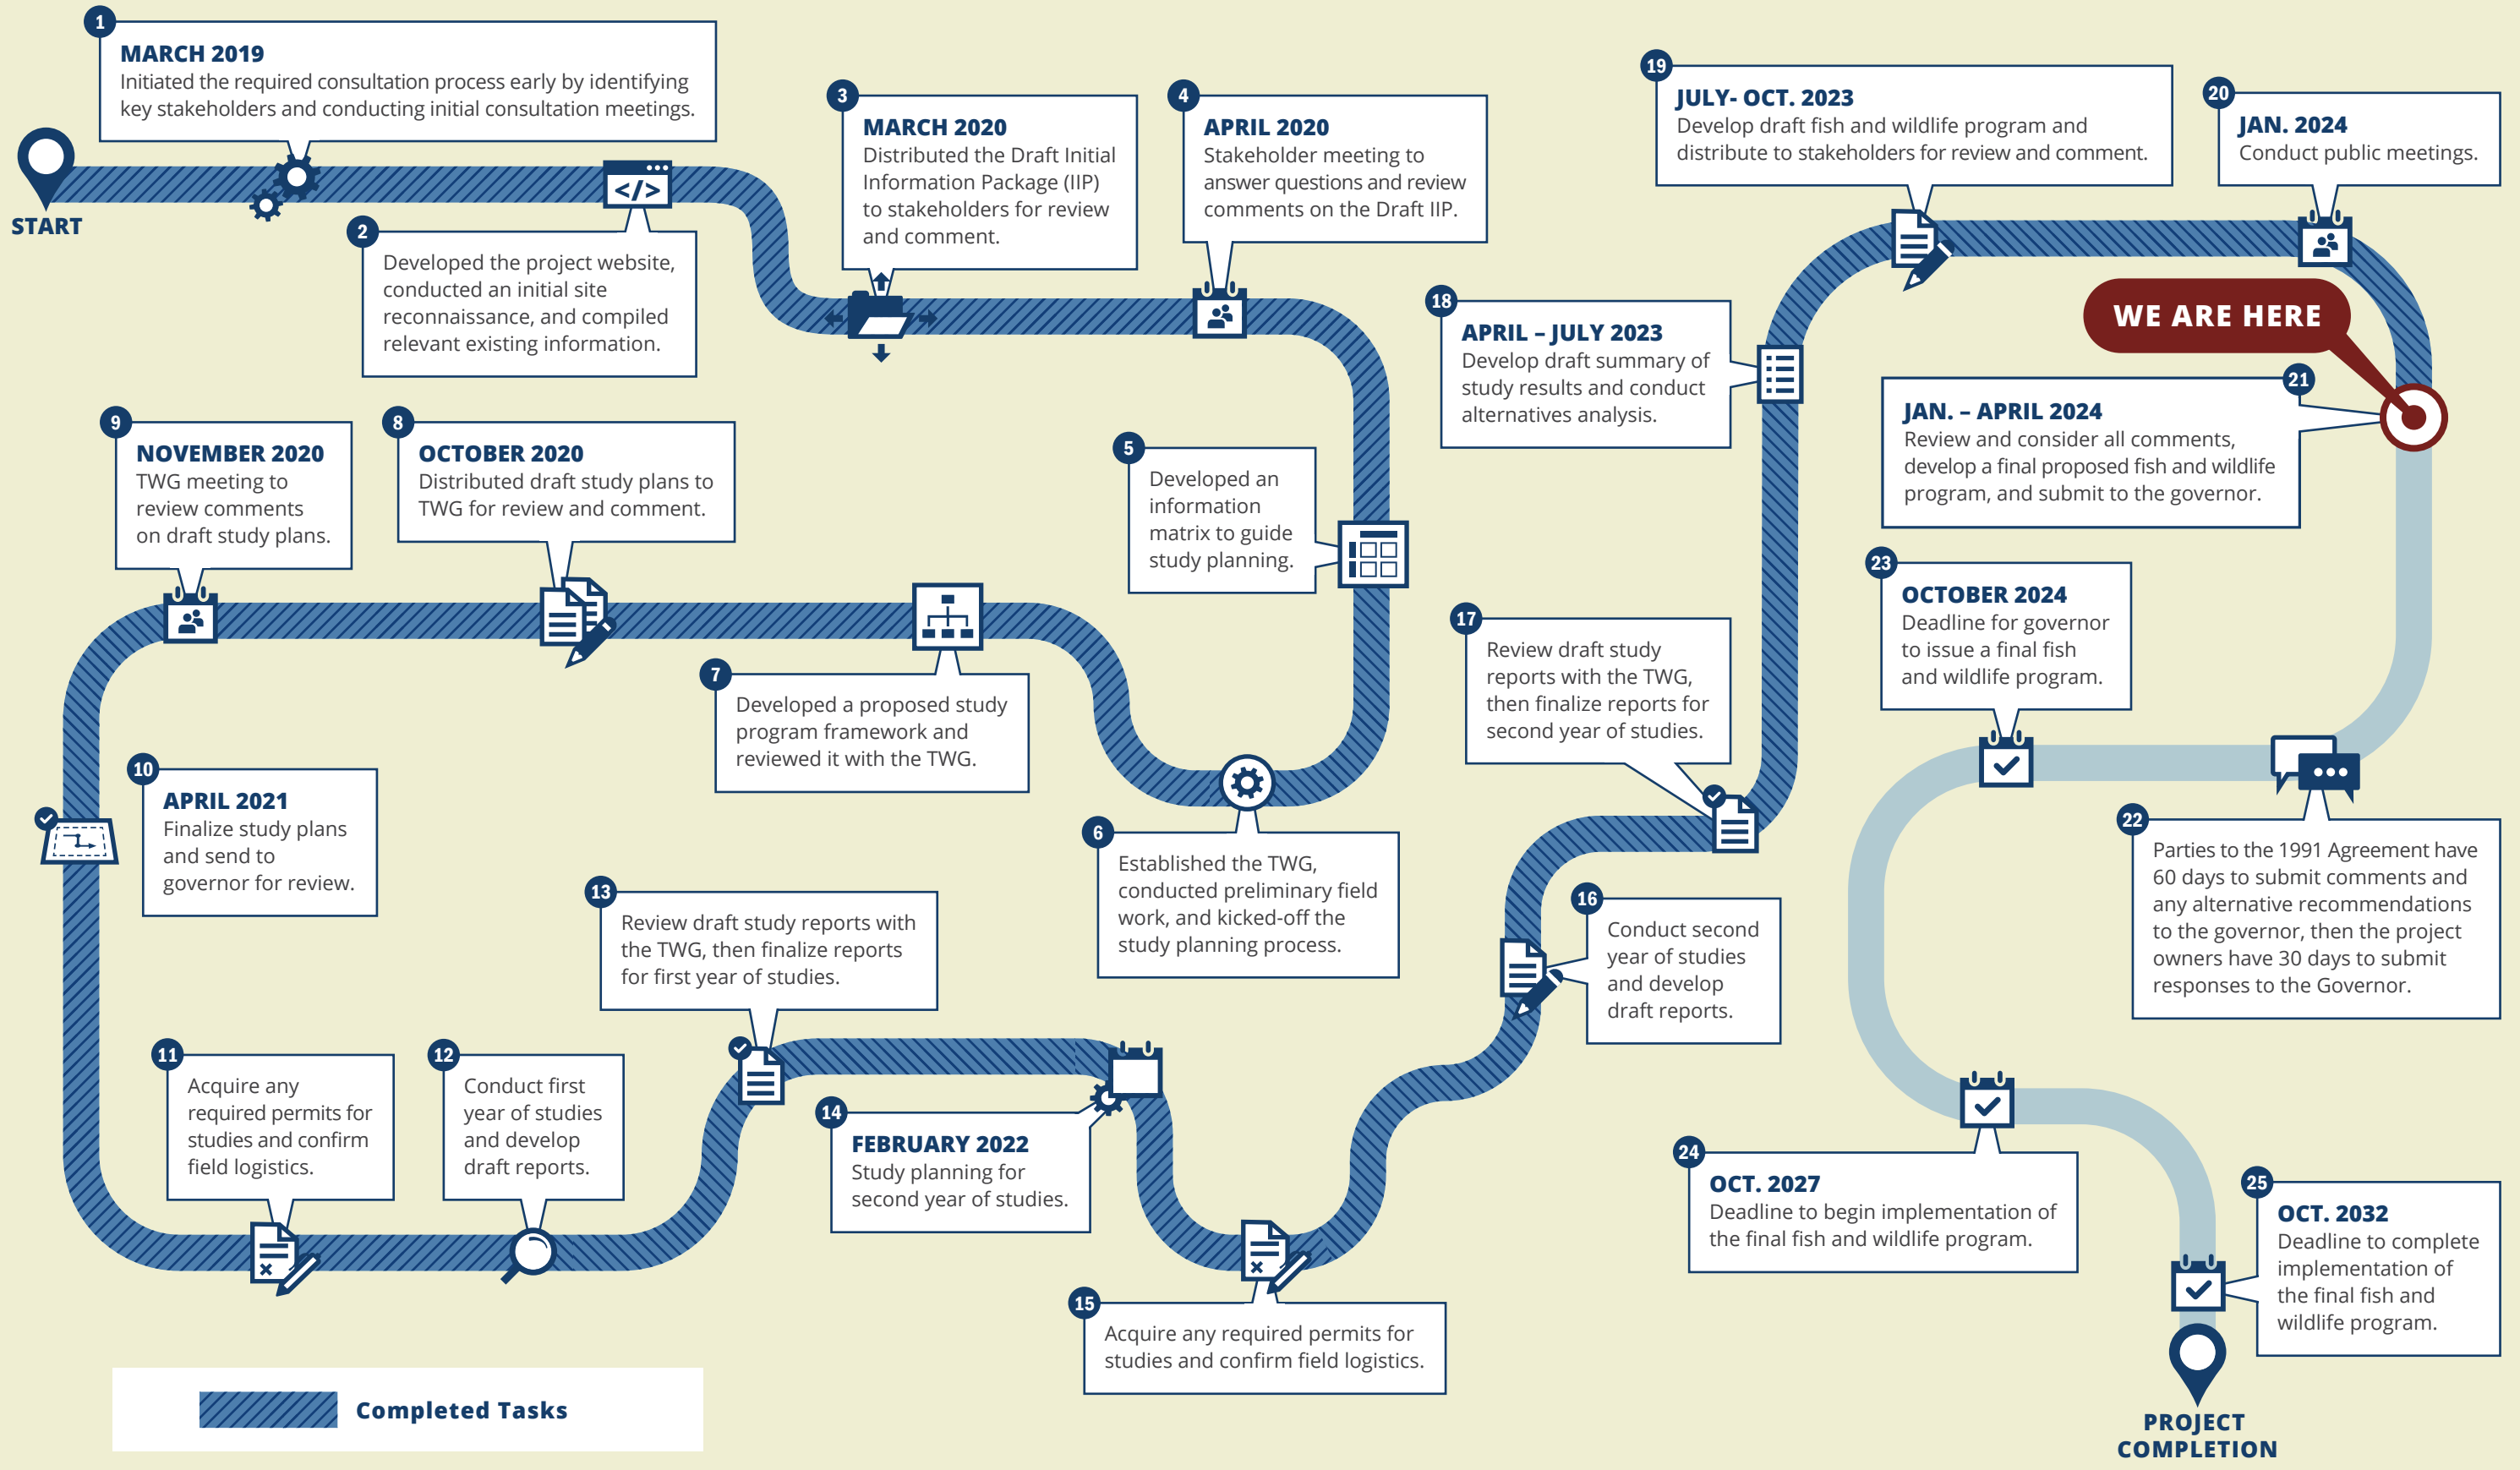 1
MARCH 2019
Initiated the required consultation process early by identifying
key stakeholders and conducting initial consultation meetings.
START
</>
2
Developed the project website,
conducted an initial site
reconnaissance, and compiled
relevant existing information.
3
MARCH 2020
Distributed the Draft Initial
Information Package (IIP)
to stakeholders for review
and comment.
4
APRIL 2020
Stakeholder meeting to
answer questions and review
comments on the Draft IIP.
5
Developed an
information
matrix to guide
study planning.
6
Established the TWG,
conducted preliminary field
work, and kicked-off the
study planning process.
7
Developed a proposed study
program framework and
reviewed it with the TWG.
8
OCTOBER 2020
Distributed draft study plans to
TWG for review and comment.
9
NOVEMBER 2020
TWG meeting to
review comments
on draft study plans.
10
APRIL 2021
Finalize study plans
and send to
governor for review.
11
Acquire any
required permits for
studies and confirm
field logistics.
12
Conduct first
year of studies
and develop
draft reports.
13
Review draft study reports with
the TWG, then finalize reports
for first year of studies.
14
FEBRUARY 2022
Study planning for
second year of studies.
15
Acquire any required permits for
studies and confirm field logistics.
16
Conduct second
year of studies
and develop
draft reports.
17
Review draft study
reports with the TWG,
then finalize reports for
second year of studies.
18
APRIL – JULY 2023
Develop draft summary of
study results and conduct
alternatives analysis.
19
JULY- OCT. 2023
Develop draft fish and wildlife program and
distribute to stakeholders for review and comment.
20
JAN. 2024
Conduct public meetings.
WE ARE HERE
21
JAN. – APRIL 2024
Review and consider all comments,
develop a final proposed fish and wildlife
program, and submit to the governor.
22
Parties to the 1991 Agreement have
60 days to submit comments and
any alternative recommendations
to the governor, then the project
owners have 30 days to submit
responses to the Governor.
23
OCTOBER 2024
Deadline for governor
to issue a final fish
and wildlife program.
24
OCT. 2027
Deadline to begin implementation of
the final fish and wildlife program.
25
OCT. 2032
Deadline to complete
implementation of
the final fish and
wildlife program.
PROJECT
COMPLETION
Completed Tasks